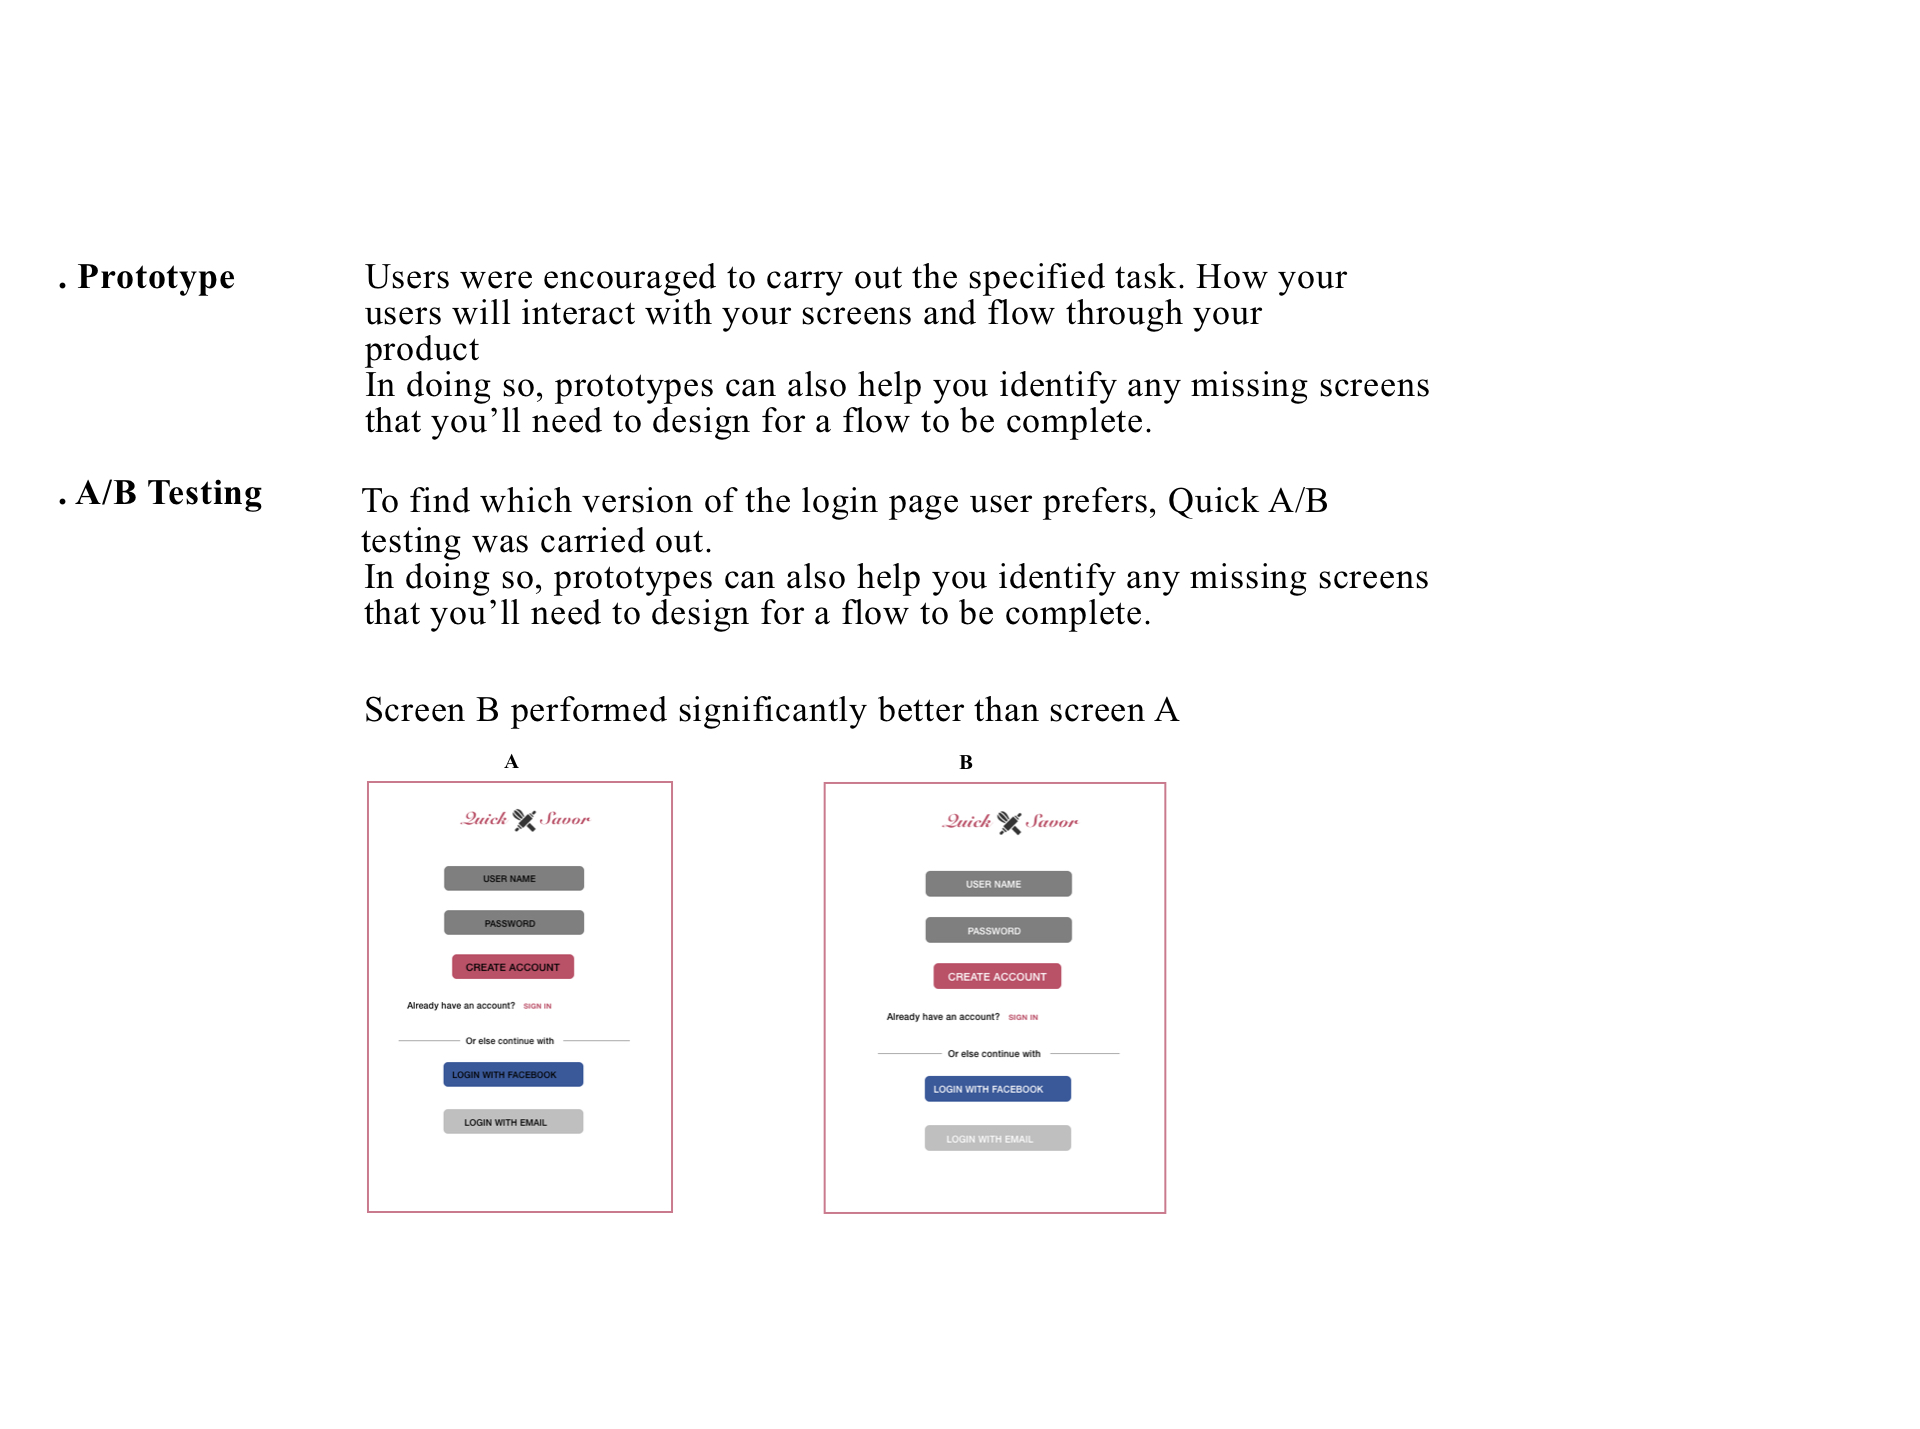 . Prototype
Users were encouraged to carry out the specified task. How your
users will interact with your screens and flow through your
product
In doing so, prototypes can also help you identify any missing screens
that you’ll need to design for a flow to be complete.
. A/B Testing
To find which version of the login page user prefers, Quick A/B
testing was carried out.
In doing so, prototypes can also help you identify any missing screens
that you’ll need to design for a flow to be complete.
Screen B performed significantly better than screen A
A
Quick Savor
USER NAME
PASSWORD
CREATE ACCOUNT
Already have an account? SIGN IN
Or else continue with
LOGIN WITH FACEBOOK
LOGIN WITH EMAIL
B
Quick Savor
USER NAME
PASSWORD
CREATE ACCOUNT
Already have an account? SIGN IN
Or else continue with
LOGIN WITH FACEBOOK
LOGIN WITH EMAIL